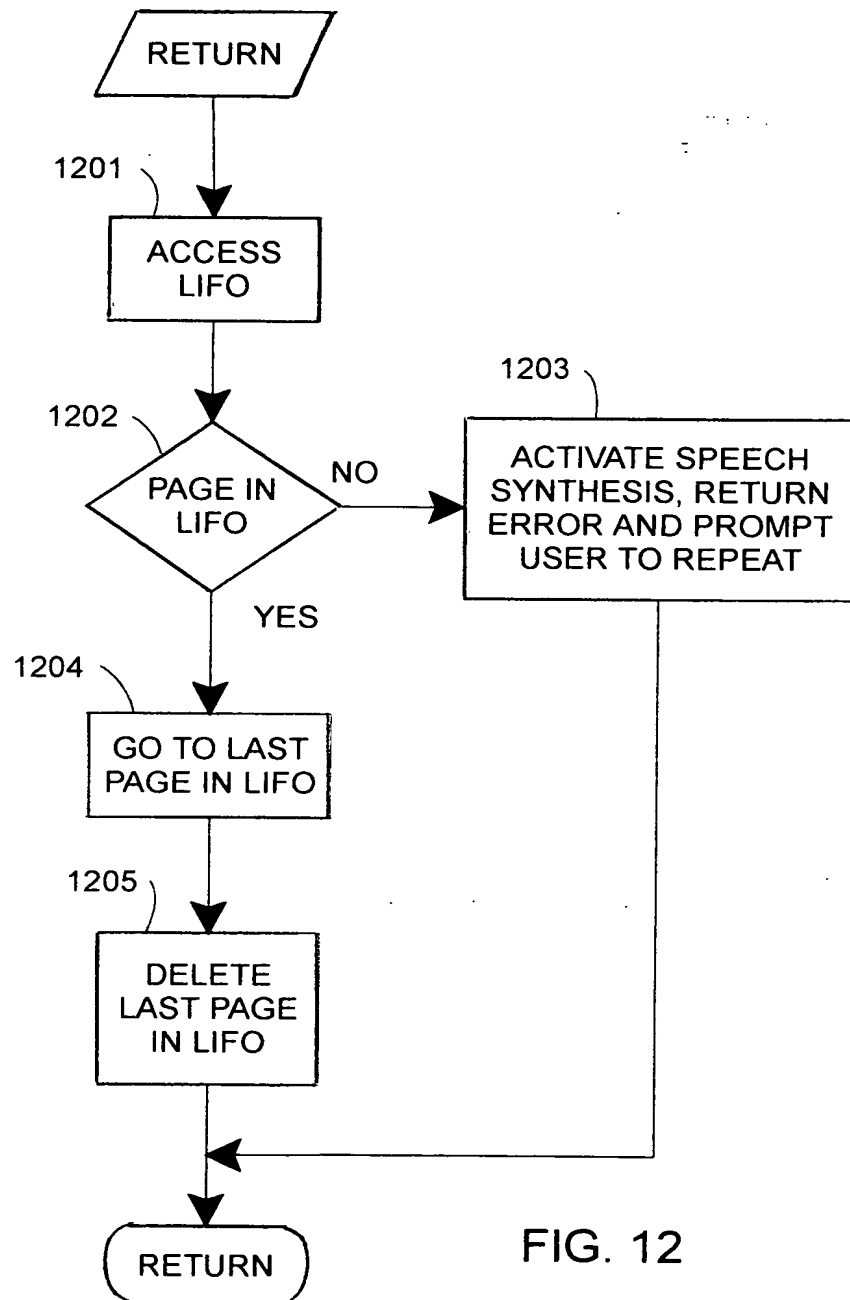 RETURN
1201
ACCESS
LIFO
1202
PAGE IN
LIFO
NO
1203
ACTIVATE SPEECH
SYNTHESIS, RETURN
ERROR AND PROMPT
USER TO REPEAT
YES
1204
GO TO LAST
PAGE IN LIFO
1205
DELETE
LAST PAGE
IN LIFO
RETURN
FIG. 12